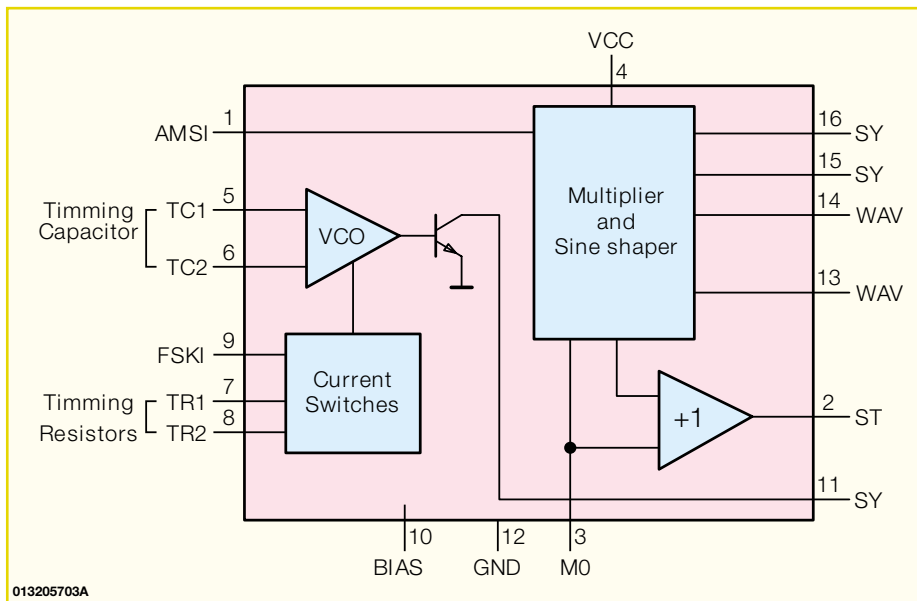 VCC
4
1
AMSI
16
SY
15
SY
Multiplier
and
Sine shaper
14
WAV
5
Timming
TC1
Capacitor
VCO
6
TC2
13
WAV
9
FSKI
Current
Switches
7
Timming
TR1
8
Resistors
TR2
+1
2
ST
11
SY
10
12
3
BIAS
GND
M0
013205703A